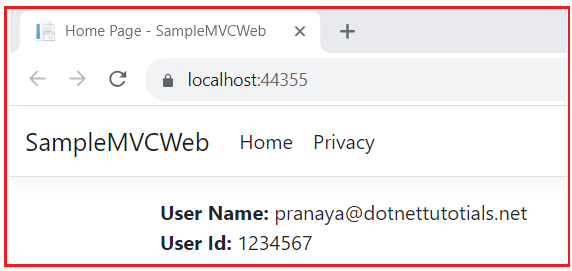 Home Page - SampleMVCWeb
localhost:44355
SampleMVCWeb Home Privacy
User Name: pranaya@dotnettutotials.net
User Id: 1234567